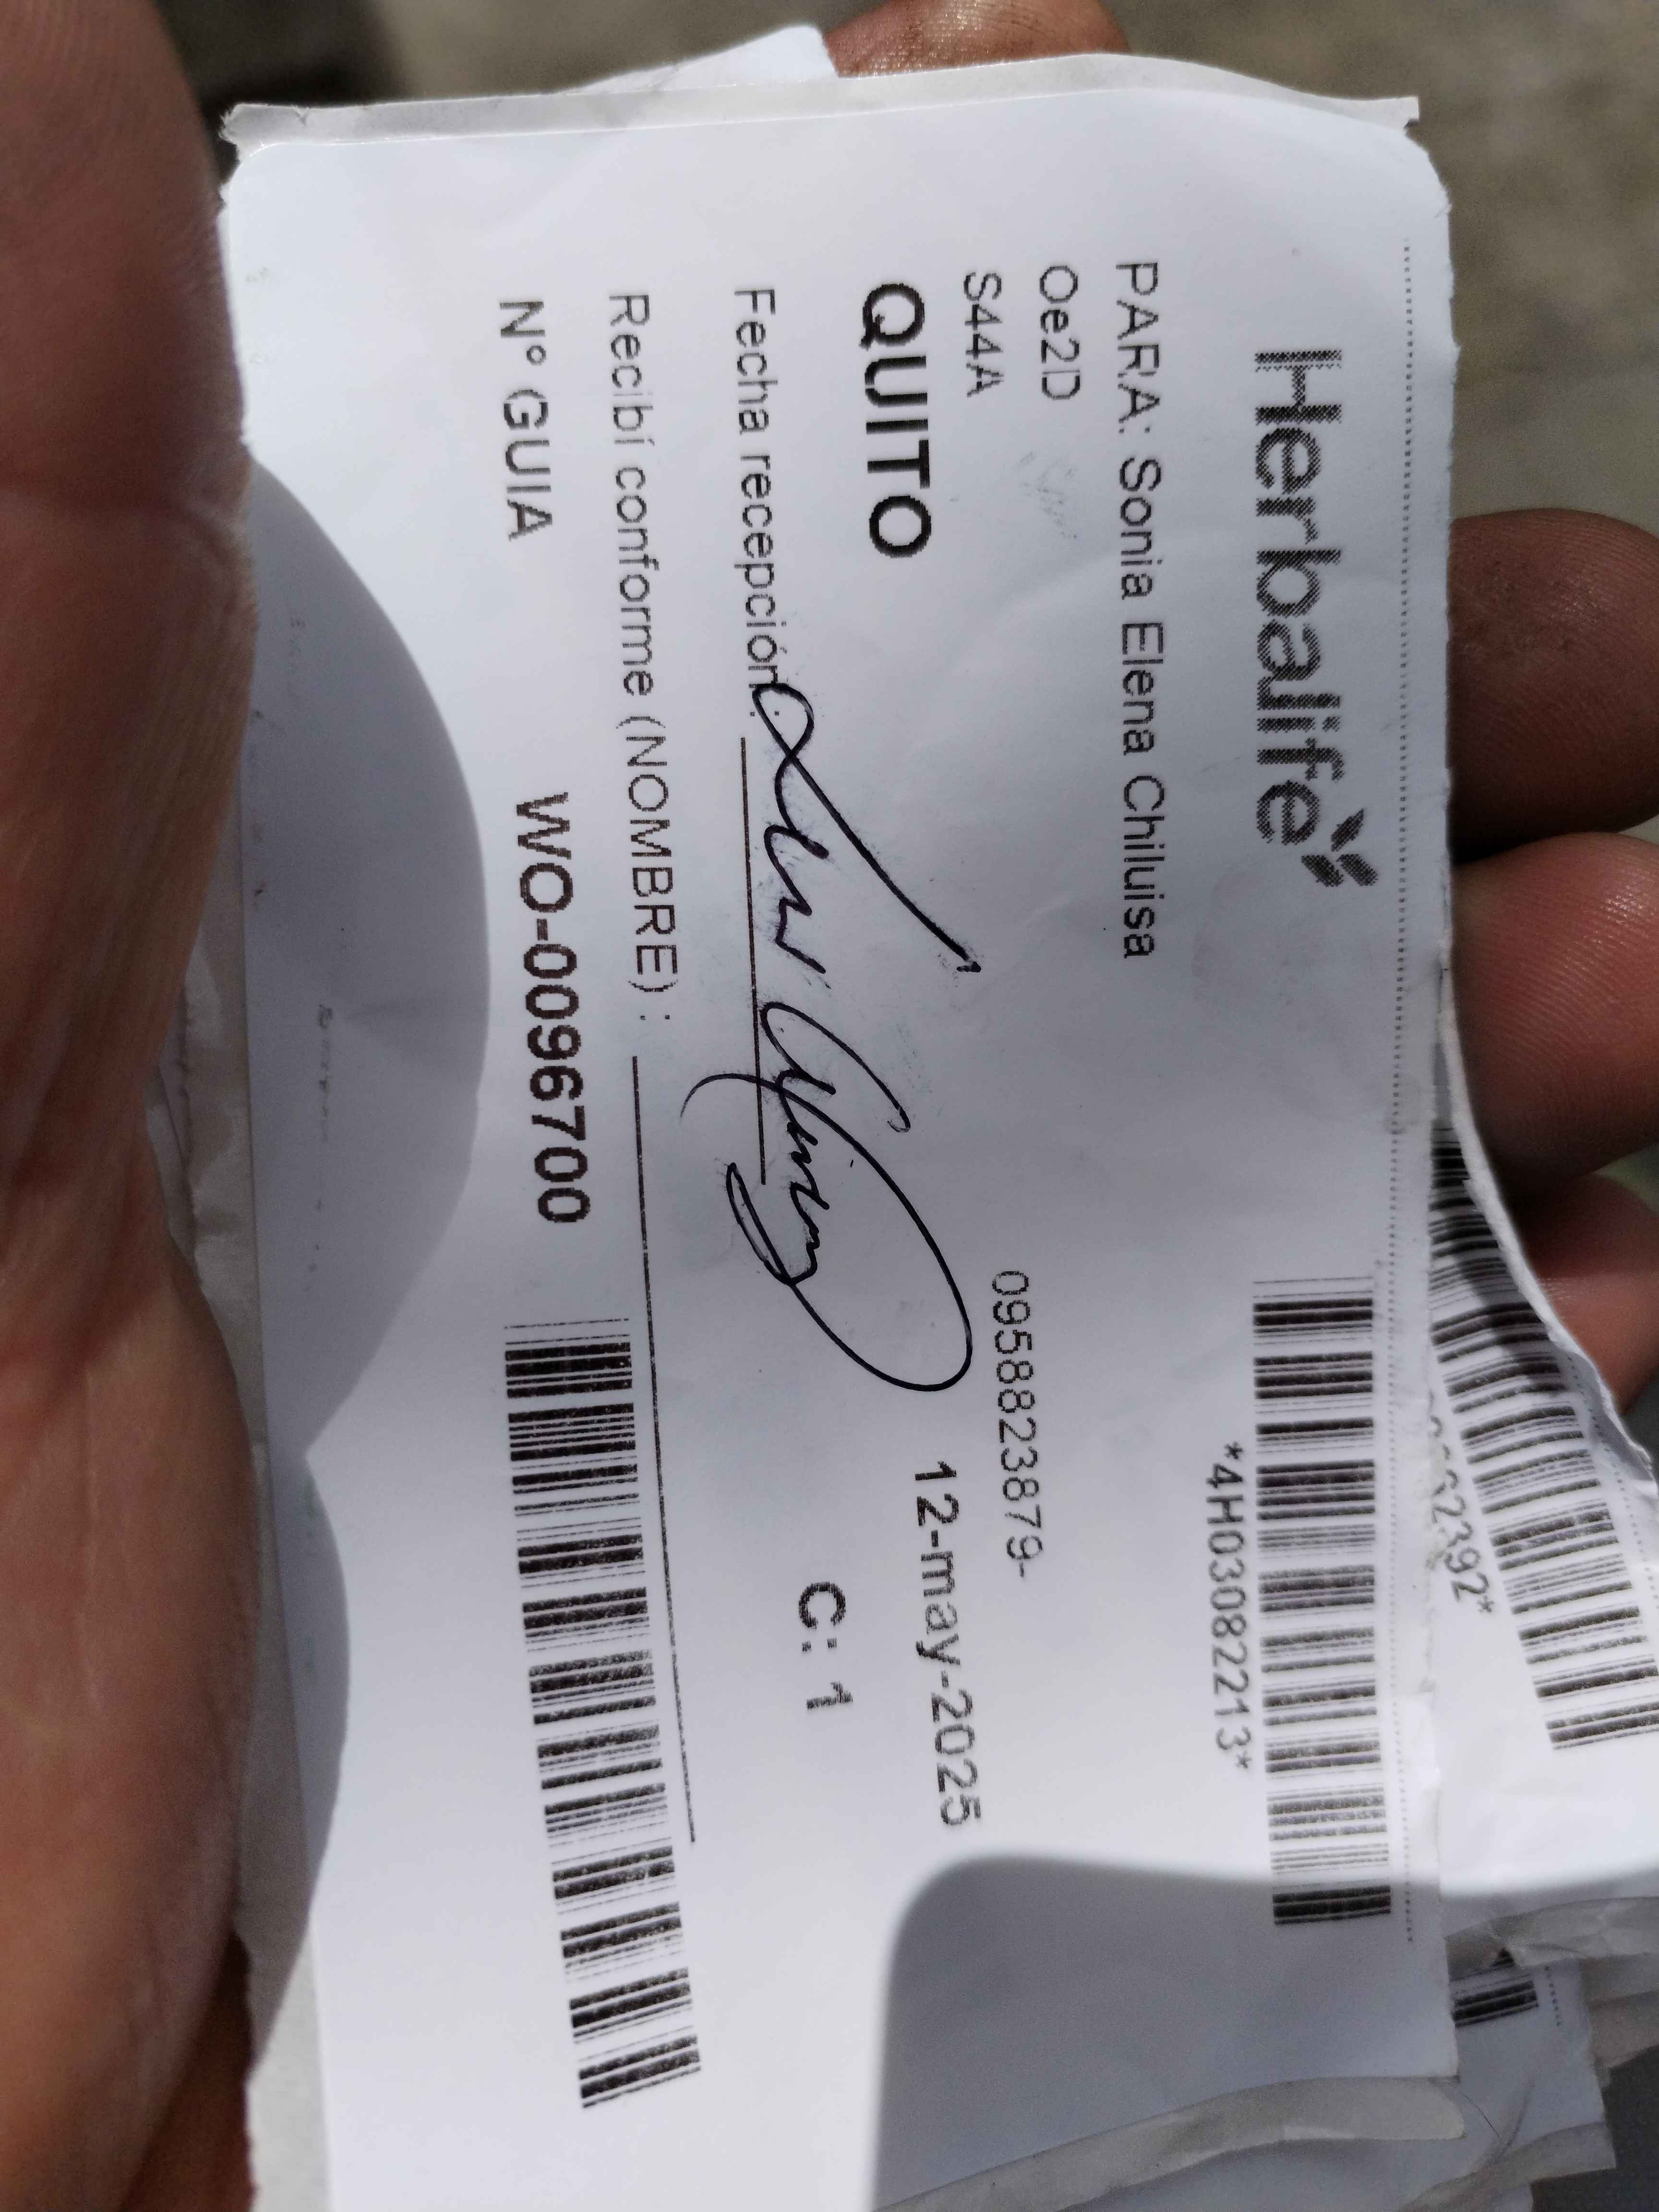 Herbalife
*4H03082213*
PARA: Sonia Elena Chiluisa
Oe2D
S44A
0958823879-
QUITO
12-may-2025
Fecha recepción:
C: 1
Recibí conforme (NOMBRE) :
N° GUIA WO-0096700